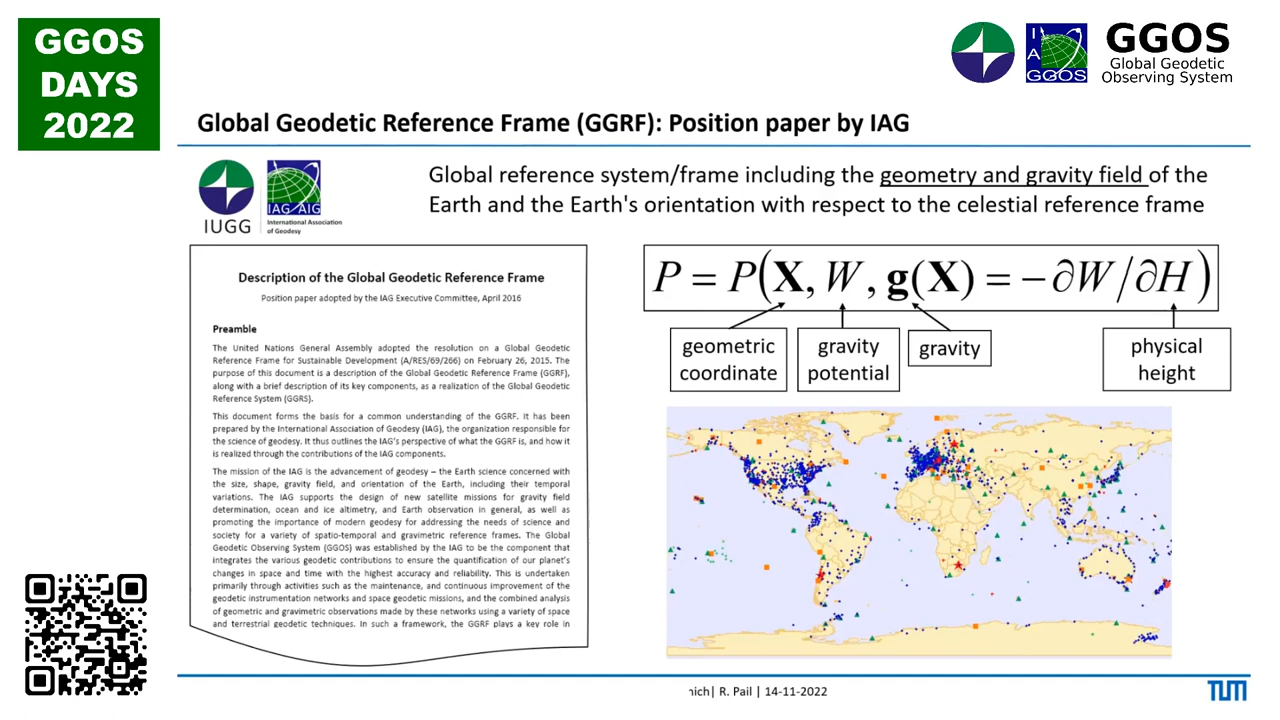 GGOS
DAYS
2022
IAG
GGOS
GGOS
Global Geodetic
Observing System
Global Geodetic Reference Frame (GGRF): Position paper by IAG
IUGG
IAG AIG
International Association
of Geodesy
Global reference system/frame including the geometry and gravity field of the
Earth and the Earth's orientation with respect to the celestial reference frame
Description of the Global Geodetic Reference Frame
Position paper adopted by the IAG Executive Committee, April 2016
Preamble
The United Nations General Assembly adopted the resolution on a Global Geodetic
Reference Frame for Sustainable Development (A/RES/69/266) on February 26, 2015. The
purpose of this document is a description of the Global Geodetic Reference Frame (GGRF),
along with a brief description of its key components, as a realization of the Global Geodetic
Reference System (GGRS).
This document forms the basis for a common understanding of the GGRF. It has been
prepared by the International Association of Geodesy (IAG), the organization responsible for
the science of geodesy. It thus outlines the IAG's perspective of what the GGRF is, and how it
is realized through the contributions of the IAG components.
The mission of the IAG is the advancement of geodesy – the Earth science concerned with
the size, shape, gravity field, and orientation of the Earth, including their temporal
variations. The IAG supports the design of new satellite missions for gravity field
determination, ocean and ice altimetry, and Earth observation in general, as well as
promoting the importance of modern geodesy for addressing the needs of science and
society for a variety of spatio-temporal and gravimetric reference frames. The Global
Geodetic Observing System (GGOS) was established by the IAG to be the component that
integrates the various geodetic contributions to ensure the quantification of our planet's
changes in space and time with the highest accuracy and reliability. This is undertaken
primarily through activities such as the maintenance, and continuous improvement of the
geodetic instrumentation networks and space geodetic missions, and the combined analysis
of geometric and gravimetric observations made by these networks using a variety of space
and terrestrial geodetic techniques. In such a framework, the GGRF plays a key role in
P = P(X, W, g(X) = −∂W/∂H)
geometric
coordinate
gravity
potential
gravity
physical
height
nich| R. Pail | 14-11-2022
TUM